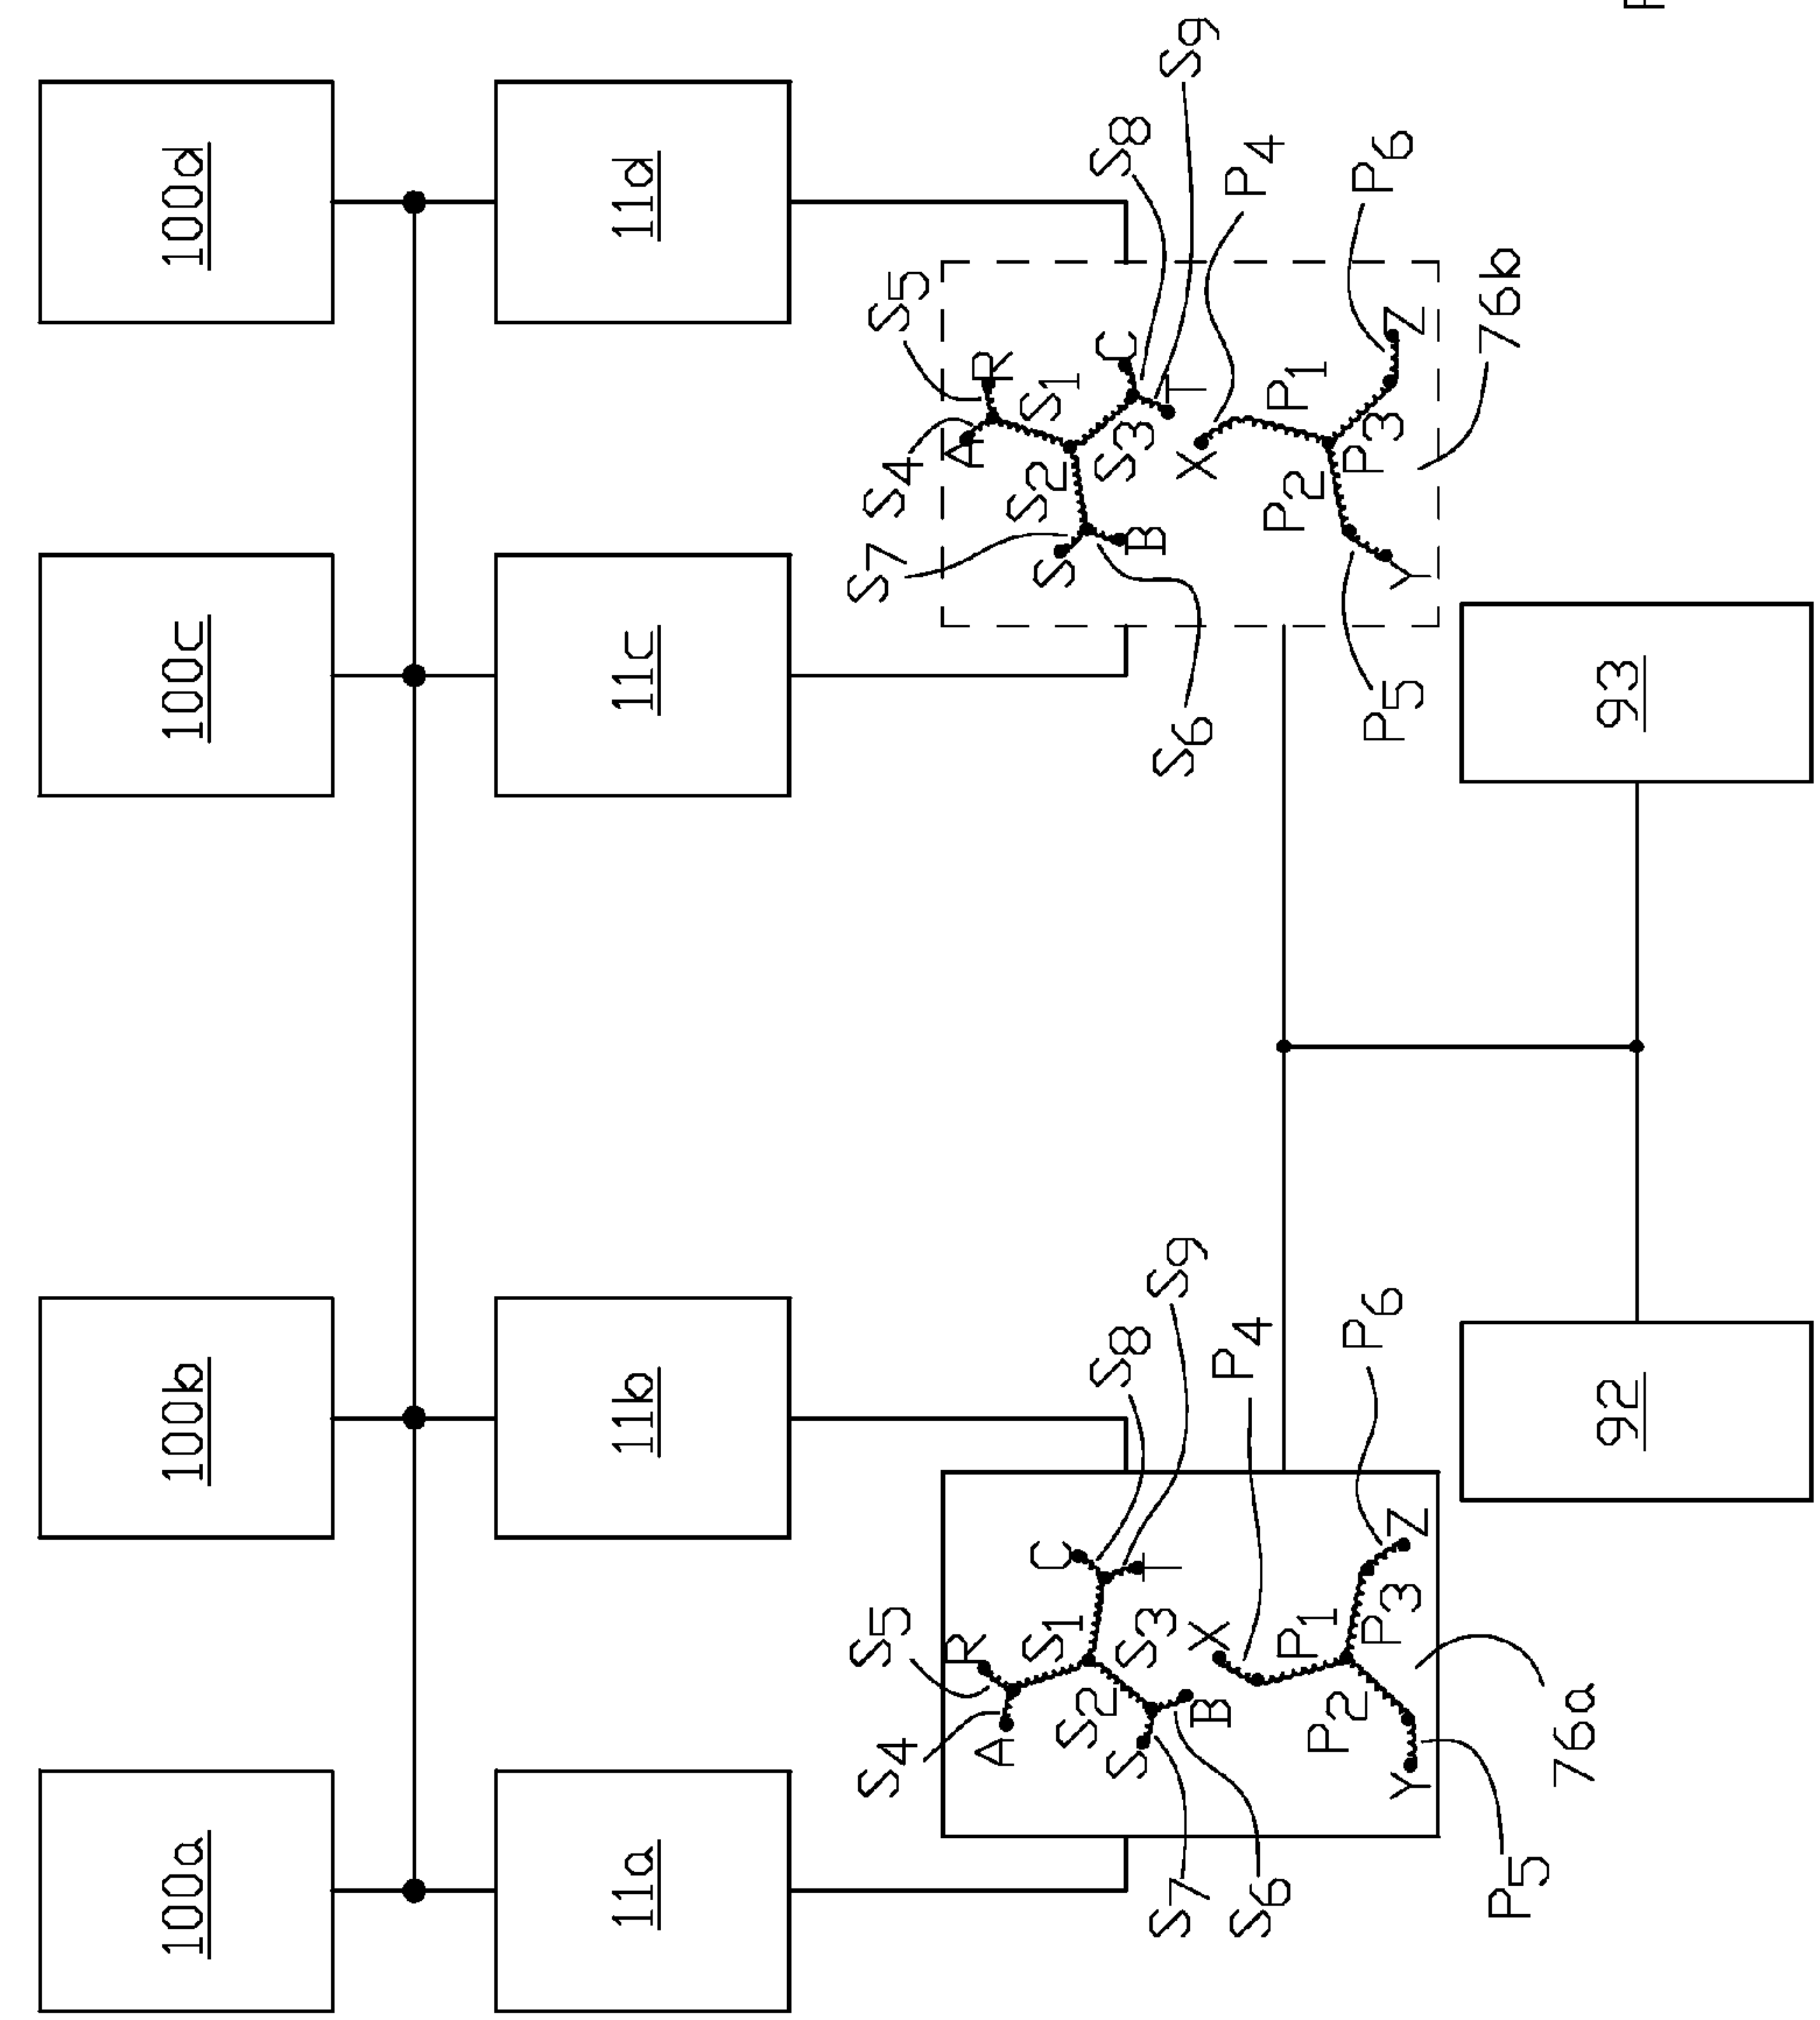 100a
100b
100c
100d
11a
11b
11c
11d
S4
S5
A
R
S1
C
S8
S9
S2
S3
T
S
B
S7
S6
X
P4
P1
P2
P3
Y
Z
P5
P6
76a
S4
S5
A
R
S1
C
S8
S9
S7
S2
S3
T
S
B
S6
X
P4
P1
P2
P3
Y
Z
P5
P6
76b
92
93